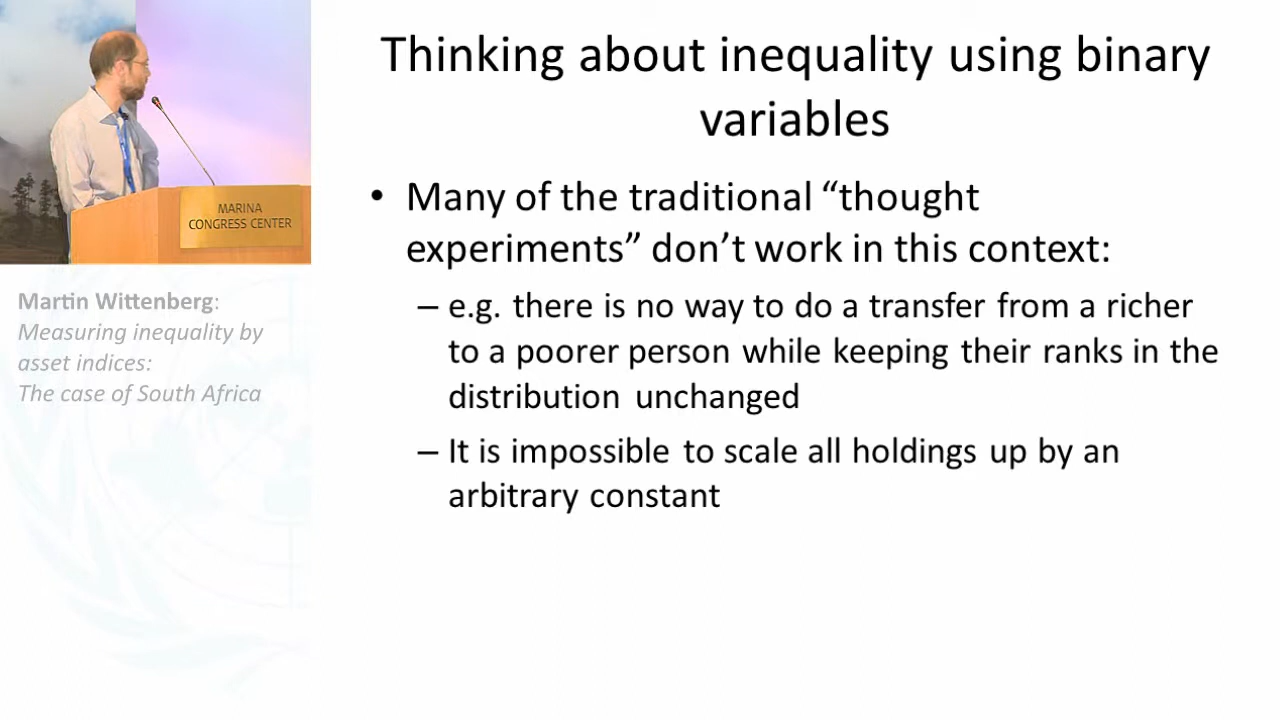 Thinking about inequality using binary
variables
• Many of the traditional “thought
experiments” don’t work in this context:
– e.g. there is no way to do a transfer from a richer
to a poorer person while keeping their ranks in the
distribution unchanged
– It is impossible to scale all holdings up by an
arbitrary constant
MARINA
CONGRESS CENTER
Martin Wittenberg:
Measuring inequality by
asset indices:
The case of South Africa